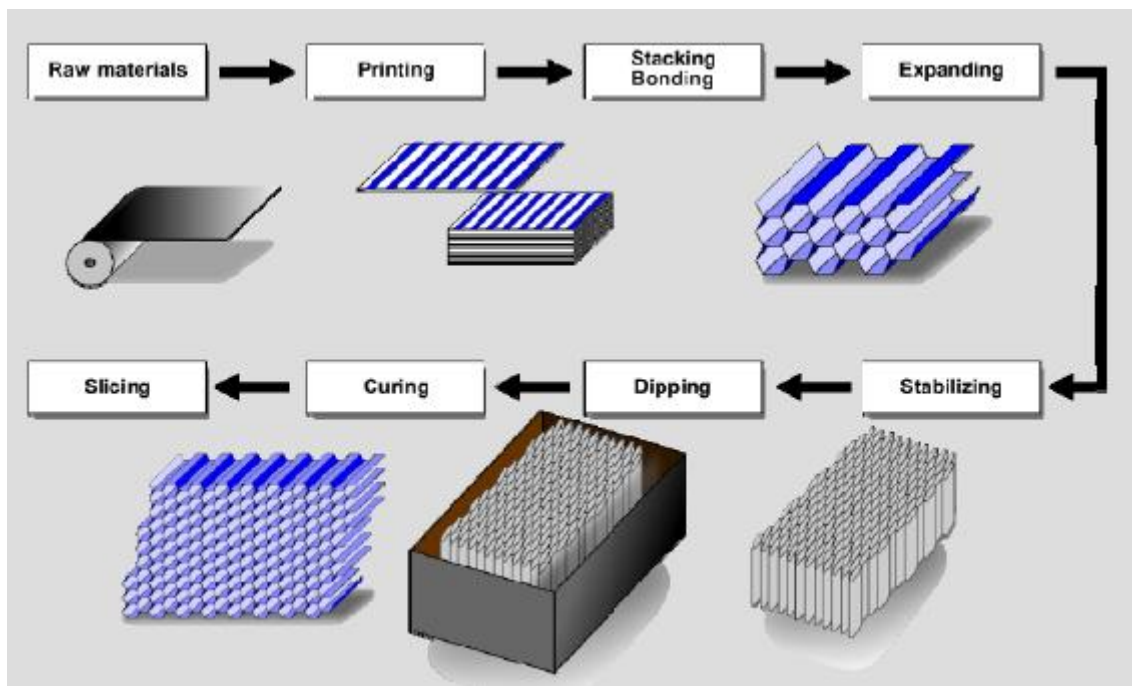 Raw materials
Printing
Stacking
Bonding
Expanding
Slicing
Curing
Dipping
Stabilizing